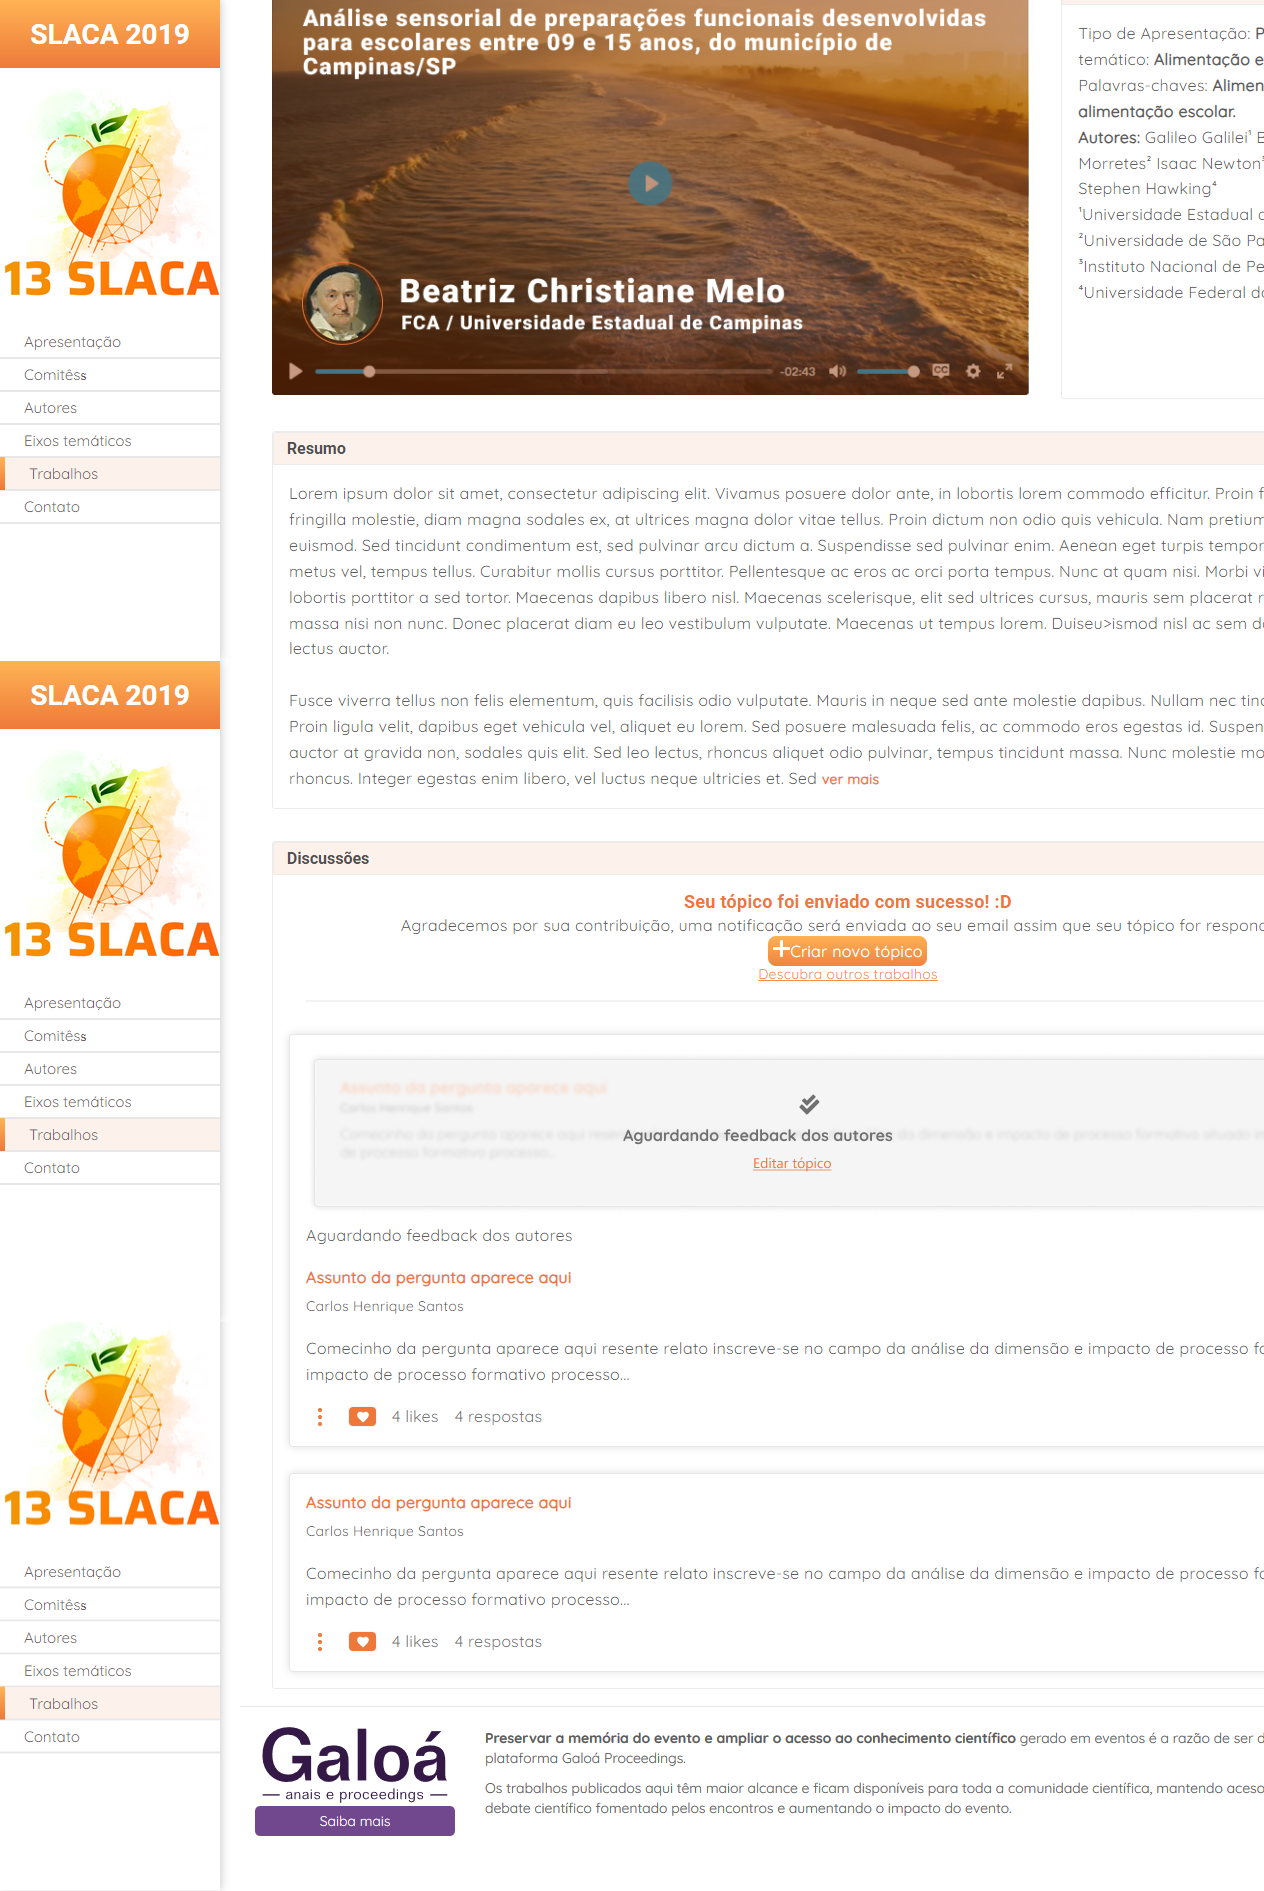 SLACA 2019
13 SLACA
Apresentação
Comitêss
Autores
Eixos temáticos
Trabalhos
Contato
SLACA 2019
13 SLACA
Apresentação
Comitêss
Autores
Eixos temáticos
Trabalhos
Contato
13 SLACA
Apresentação
Comitêss
Autores
Eixos temáticos
Trabalhos
Contato
Análise sensorial de preparações funcionais desenvolvidas
para escolares entre 09 e 15 anos, do município de
Campinas/SP
Beatriz Christiane Melo
FCA / Universidade Estadual de Campinas
-02:43
CC
Tipo de Apresentação: P
temático: Alimentação e
Palavras-chaves: Alimen
alimentação escolar.
Autores: Galileo Galilei¹
Morretes² Isaac Newton³
Stephen Hawking⁴
¹Universidade Estadual
²Universidade de São Pa
³Instituto Nacional de Pe
⁴Universidade Federal
Resumo
Lorem ipsum dolor sit amet, consectetur adipiscing elit. Vivamus posuere dolor ante, in lobortis lorem commodo efficitur. Proin f
fringilla molestie, diam magna sodales ex, at ultrices magna dolor vitae tellus. Proin dictum non odio quis vehicula. Nam pretium
euismod. Sed tincidunt condimentum est, sed pulvinar arcu dictum a. Suspendisse sed pulvinar enim. Aenean eget turpis tempor
metus vel, tempus tellus. Curabitur mollis cursus porttitor. Pellentesque ac eros ac orci porta tempus. Nunc at quam nisi. Morbi vi
lobortis porttitor a sed tortor. Maecenas dapibus libero nisl. Maecenas scelerisque, elit sed ultrices cursus, mauris sem placerat r
massa nisi non nunc. Donec placerat diam eu leo vestibulum vulputate. Maecenas ut tempus lorem. Duiseu>ismod nisl ac sem
lectus auctor.
Fusce viverra tellus non felis elementum, quis facilisis odio vulputate. Mauris in neque sed ante molestie dapibus. Nullam nec tinc
Proin ligula velit, dapibus eget vehicula vel, aliquet eu lorem. Sed posuere malesuada felis, ac commodo eros egestas id. Suspen
auctor at gravida non, sodales quis elit. Sed leo lectus, rhoncus aliquet odio pulvinar, tempus tincidunt massa. Nunc molestie mo
rhoncus. Integer egestas enim libero, vel luctus neque ultricies et. Sed ver mais
Discussões
Seu tópico foi enviado com sucesso! :D
Agradecemos por sua contribuição, uma notificação será enviada ao seu email assim que seu tópico for respond
+Criar novo tópico
Descubra outros trabalhos
Assunto da pergunta aparece aqui
Carlos Henrique Santos
Comecinho da pergunta aparece aqui da dimensão e impacto de processo formativo situado
de processo formativo processo...
Aguardando feedback dos autores
Editar tópico
Aguardando feedback dos autores
Assunto da pergunta aparece aqui
Carlos Henrique Santos
Comecinho da pergunta aparece aqui resente relato inscreve-se no campo da análise da dimensão e impacto de processo fo
impacto de processo formativo processo...
4 likes 4 respostas
Assunto da pergunta aparece aqui
Carlos Henrique Santos
Comecinho da pergunta aparece aqui resente relato inscreve-se no campo da análise da dimensão e impacto de processo fo
impacto de processo formativo processo...
4 likes 4 respostas
Galoá
— anais e proceedings —
Saiba mais
Preservar a memória do evento e ampliar o acesso ao conhecimento científico gerado em eventos é a razão de ser d
plataforma Galoá Proceedings.
Os trabalhos publicados aqui têm maior alcance e ficam disponíveis para toda a comunidade científica, mantendo aceso
debate científico fomentado pelos encontros e aumentando o impacto do evento.